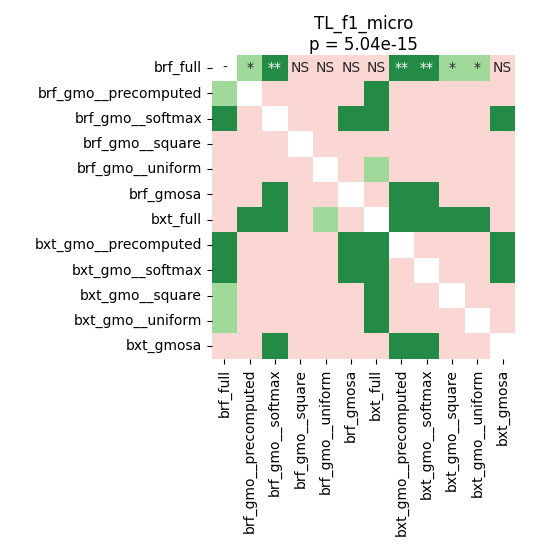 TL_f1_micro
p = 5.04e-15
brf_full - * ** NS NS NS NS ** ** * * NS
brf_gmo__precomputed
brf_gmo__softmax
brf_gmo__square
brf_gmo__uniform
brf_gmosa
bxt_full
bxt_gmo__precomputed
bxt_gmo__softmax
bxt_gmo__square
bxt_gmo__uniform
bxt_gmosa
brf_full
brf_gmo__precomputed
brf_gmo__softmax
brf_gmo__square
brf_gmo__uniform
brf_gmosa
bxt_full
bxt_gmo__precomputed
bxt_gmo__softmax
bxt_gmo__square
bxt_gmo__uniform
bxt_gmosa